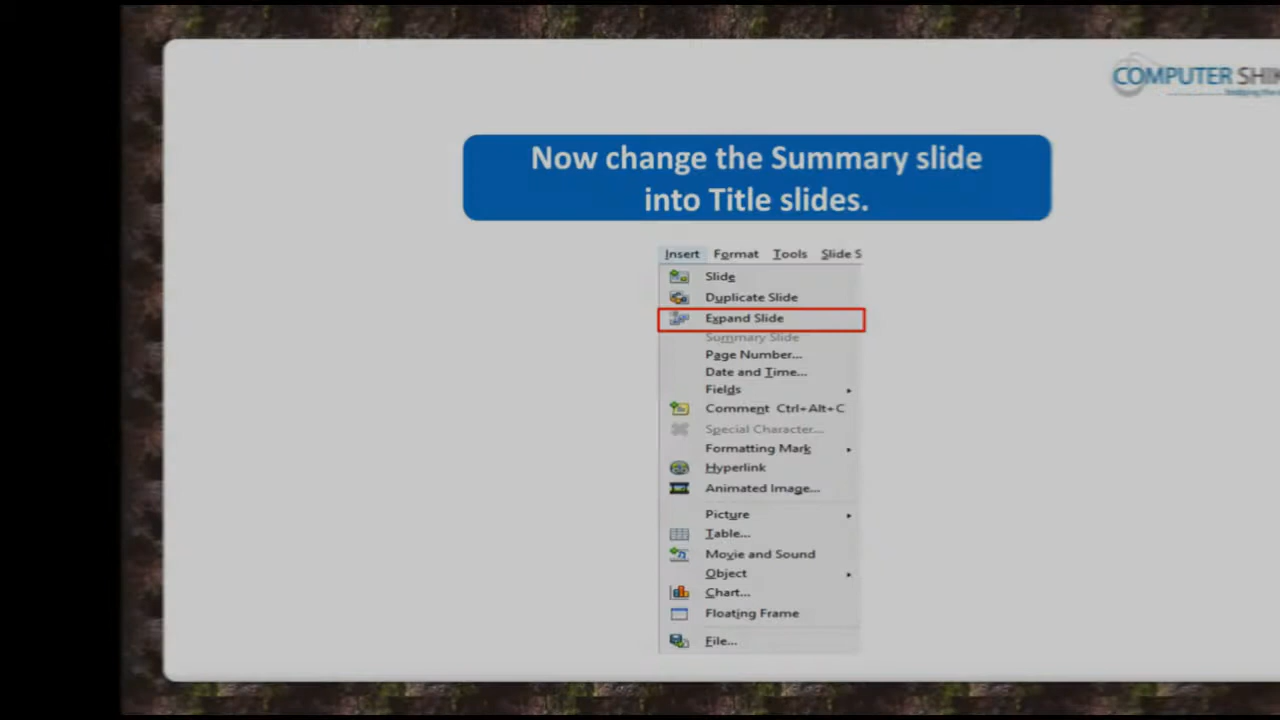 COMPUTER
Now change the Summary slide
into Title slides.
Insert Format Tools Slide S
Slide
Duplicate Slide
Expand Slide
Summary Slide
Page Number...
Date and Time...
Fields
Comment Ctrl+Alt+C
Special Character...
Formatting Mark
Hyperlink
Animated Image...
Picture
Table...
Movie and Sound
Object
Chart...
Floating Frame
File...